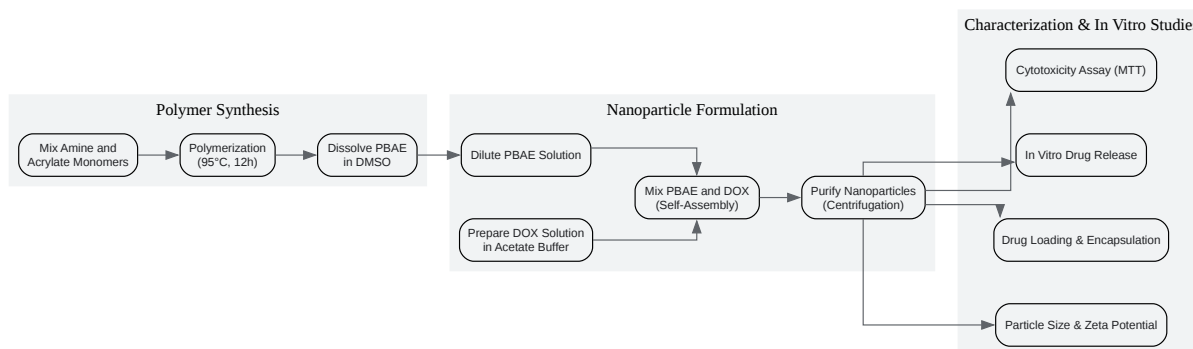 Polymer Synthesis
Mix Amine and
Acrylate Monomers
Polymerization
(95°C, 12h)
Dissolve PBAE
in DMSO
Nanoparticle Formulation
Dilute PBAE Solution
Prepare DOX Solution
in Acetate Buffer
Mix PBAE and DOX
(Self-Assembly)
Purify Nanoparticles
(Centrifugation)
Characterization & In Vitro Studie
Cytotoxicity Assay (MTT)
In Vitro Drug Release
Drug Loading & Encapsulation
Particle Size & Zeta Potential